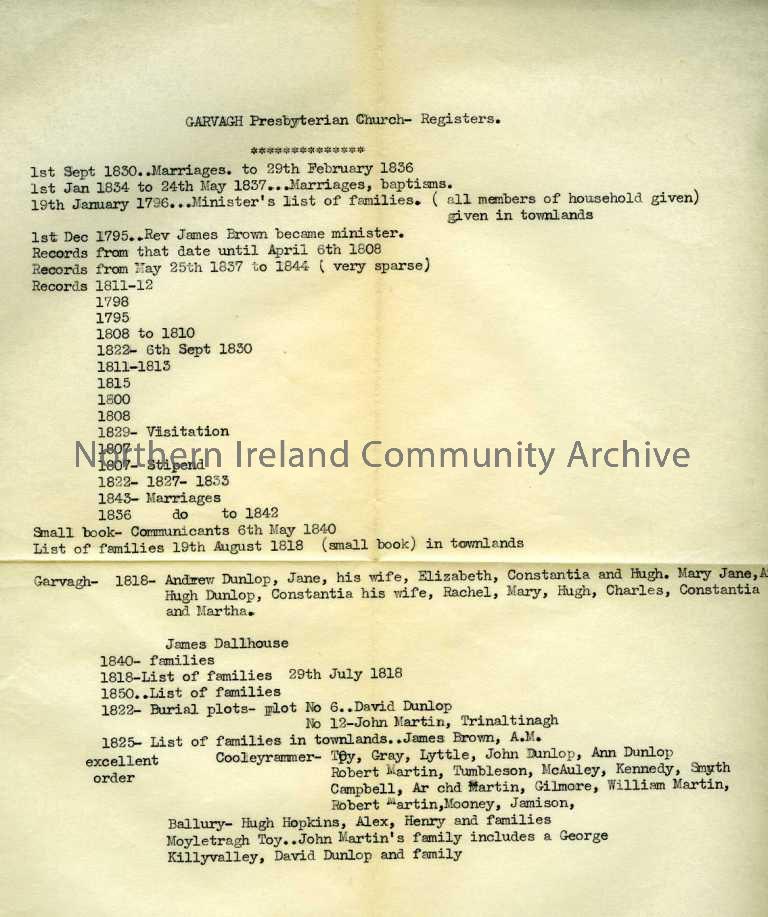 GARVAGH Presbyterian Church- Registers.
**************
1st Sept 1830..Marriages. to 29th February 1836
1st Jan 1834 to 24th May 1837...Marriages, baptisms.
19th January 1796...Minister's list of families. ( all members of household given)
given in townlands
1st Dec 1795..Rev James Brown became minister.
Records from that date until April 6th 1808
Records from May 25th 1837 to 1844 ( very sparse)
Records 1811-12
1798
1795
1808 to 1810
1822- 6th Sept 1830
1811-1813
1815
1800
1808
1829- Visitation
1807
Northern Ireland Community Archive
1807- Stipend
1822- 1827- 1833
1843- Marriages
1836 do to 1842
Small book- Communicants 6th May 1840
List of families 19th August 1818 (small book) in townlands
Garvagh- 1818- Andrew Dunlop, Jane, his wife, Elizabeth, Constantia and Hugh. Mary Jane,
Hugh Dunlop, Constantia his wife, Rachel, Mary, Hugh, Charles, Constantia
and Martha.
James Dallhouse
1840- families
1818-List of families 29th July 1818
1850..List of families
1822- Burial plots- plot No 6..David Dunlop
No 12-John Martin, Trinaltinagh
1825- List of families in townlands..James Brown, A.M.
excellent order
Cooleyrammer- Toy, Gray, Lyttle, John Dunlop, Ann Dunlop
Robert Martin, Tumbleson, McAuley, Kennedy, Smyth
Campbell, Ar chd Martin, Gilmore, William Martin,
Robert Martin,Mooney, Jamison,
Ballury- Hugh Hopkins, Alex, Henry and families
Moyletragh Toy..John Martin's family includes a George
Killyvalley, David Dunlop and family